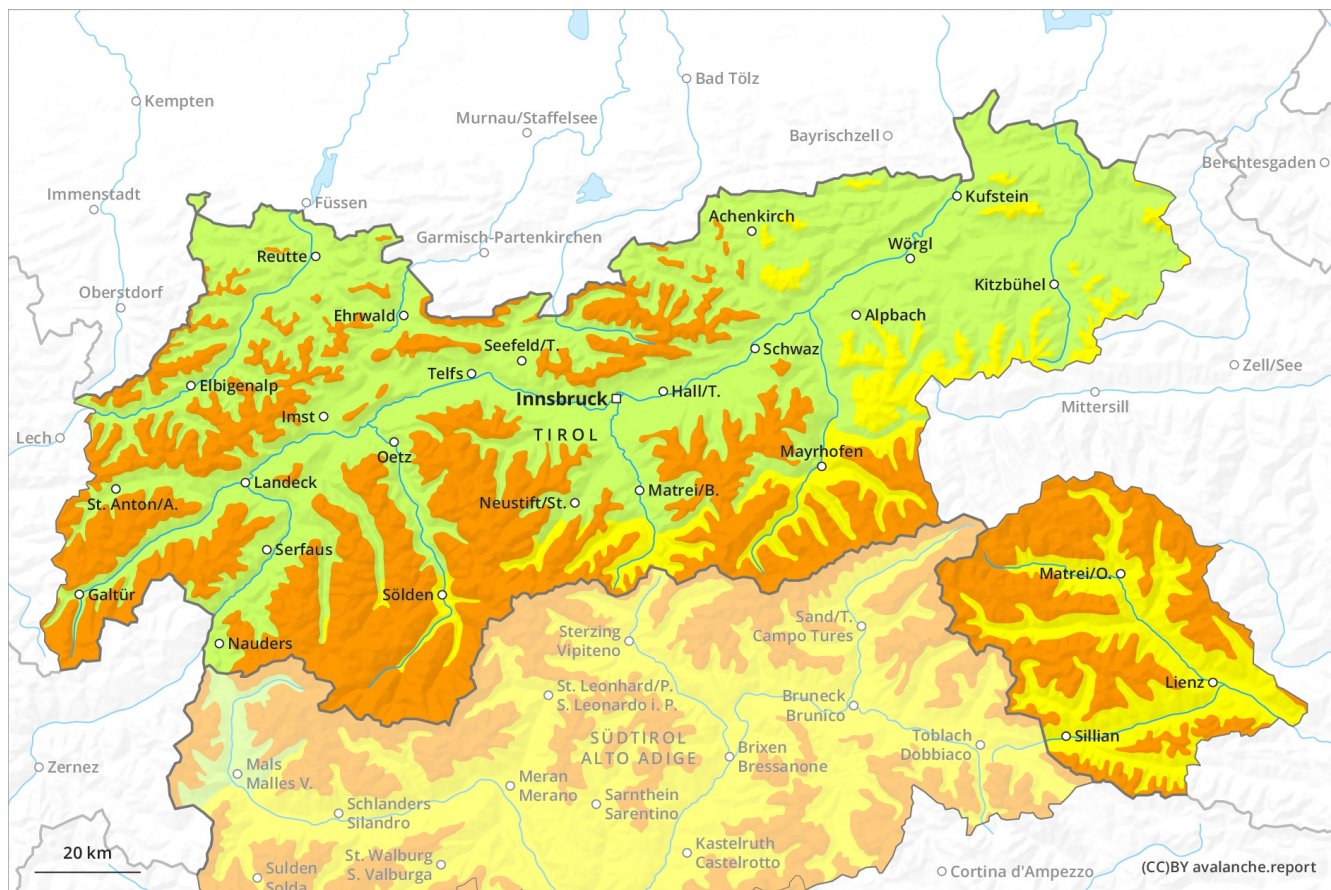 Bad Tölz
Kempten
Murnau/Staffelsee
Bayrischzell
Berchtesgaden
Immenstadt
Füssen
Kufstein
Achenkirch
Garmisch-Partenkirchen
Wörgl
Reutte
Kitzbühel
Oberstdorf
Ehrwald
Alpbach
Seefeld/T.
Schwaz
Zell/See
Telfs
Elbigenalp
Hall/T.
Innsbruck
Mittersill
Imst
Lech
TIROL
Oetz
Mayrhofen
Landeck
Matrei/B.
St. Anton/A.
Neustift/St.
Serfaus
Matrei/O.
Galtür
Sölden
Sand/T.
Campo Tures
Sterzing
Vipiteno
Nauders
Lienz
St. Leonhard/P.
S. Leonardo i. P.
Bruneck
Brunico
Sillian
Toblach
Dobbiaco
SÜDTIROL
ALTO ADIGE
Brixen
Bressanone
Zernez
Mals
Malles V.
Meran
Merano
Sarnthein
Sarentino
Schlanders
Silandro
Kastelruth
Castelrotto
20 km
St. Walburg
S. Valburga
Sulden
Solda
Cortina d'Ampezzo
(CC)BY avalanche.report